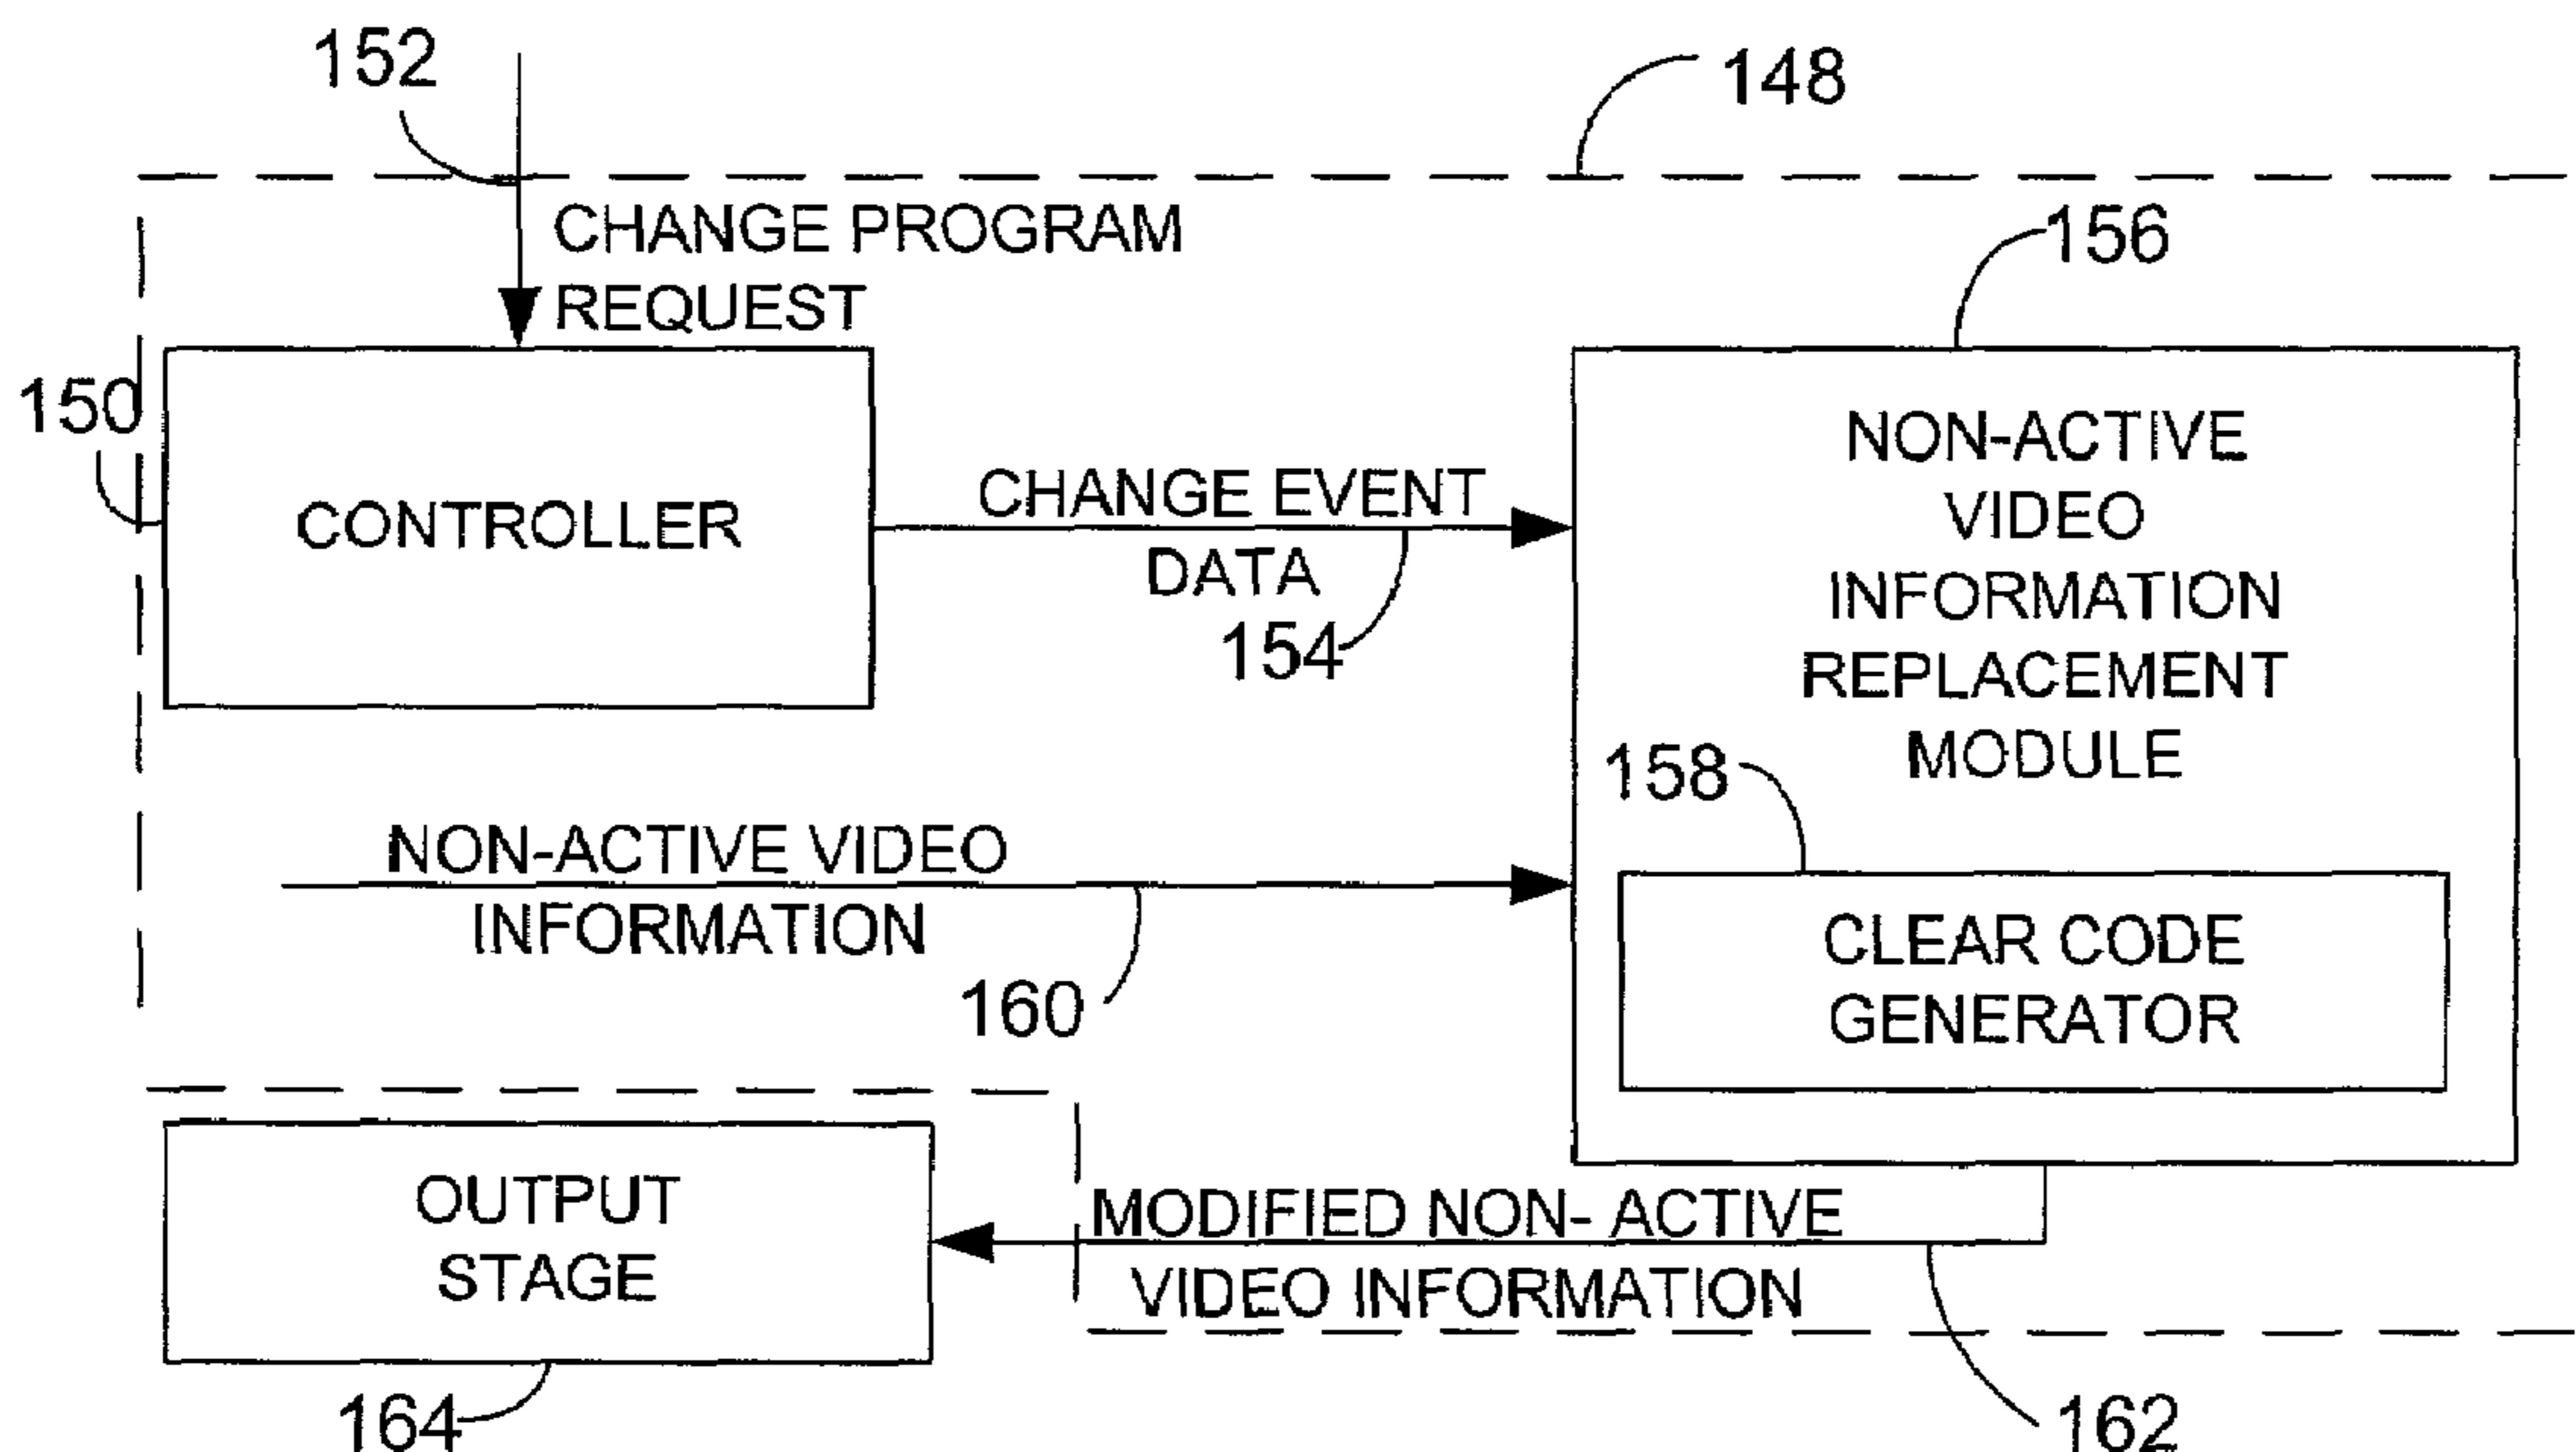 152
148
CHANGE PROGRAM
REQUEST
156
150
CONTROLLER
CHANGE EVENT
DATA
154
NON-ACTIVE
VIDEO
INFORMATION
REPLACEMENT
MODULE
158
NON-ACTIVE VIDEO
INFORMATION
160
CLEAR CODE
GENERATOR
OUTPUT
STAGE
MODIFIED NON- ACTIVE
VIDEO INFORMATION
164
162